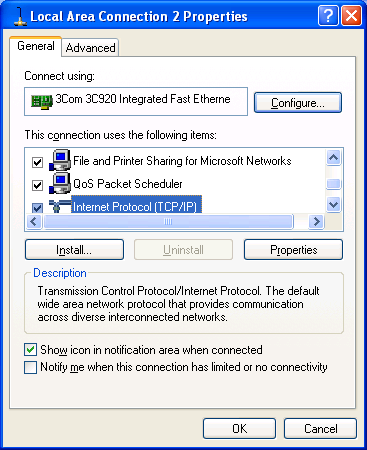 Local Area Connection 2 Properties
General
Advanced
Connect using:
3Com 3C920 Integrated Fast Etherne
Configure...
This connection uses the following items:
File and Printer Sharing for Microsoft Networks
QoS Packet Scheduler
Internet Protocol (TCP/IP)
Install...
Uninstall
Properties
Description
Transmission Control Protocol/Internet Protocol. The default
wide area network protocol that provides communication
across diverse interconnected networks.
Show icon in notification area when connected
Notify me when this connection has limited or no connectivity
OK
Cancel